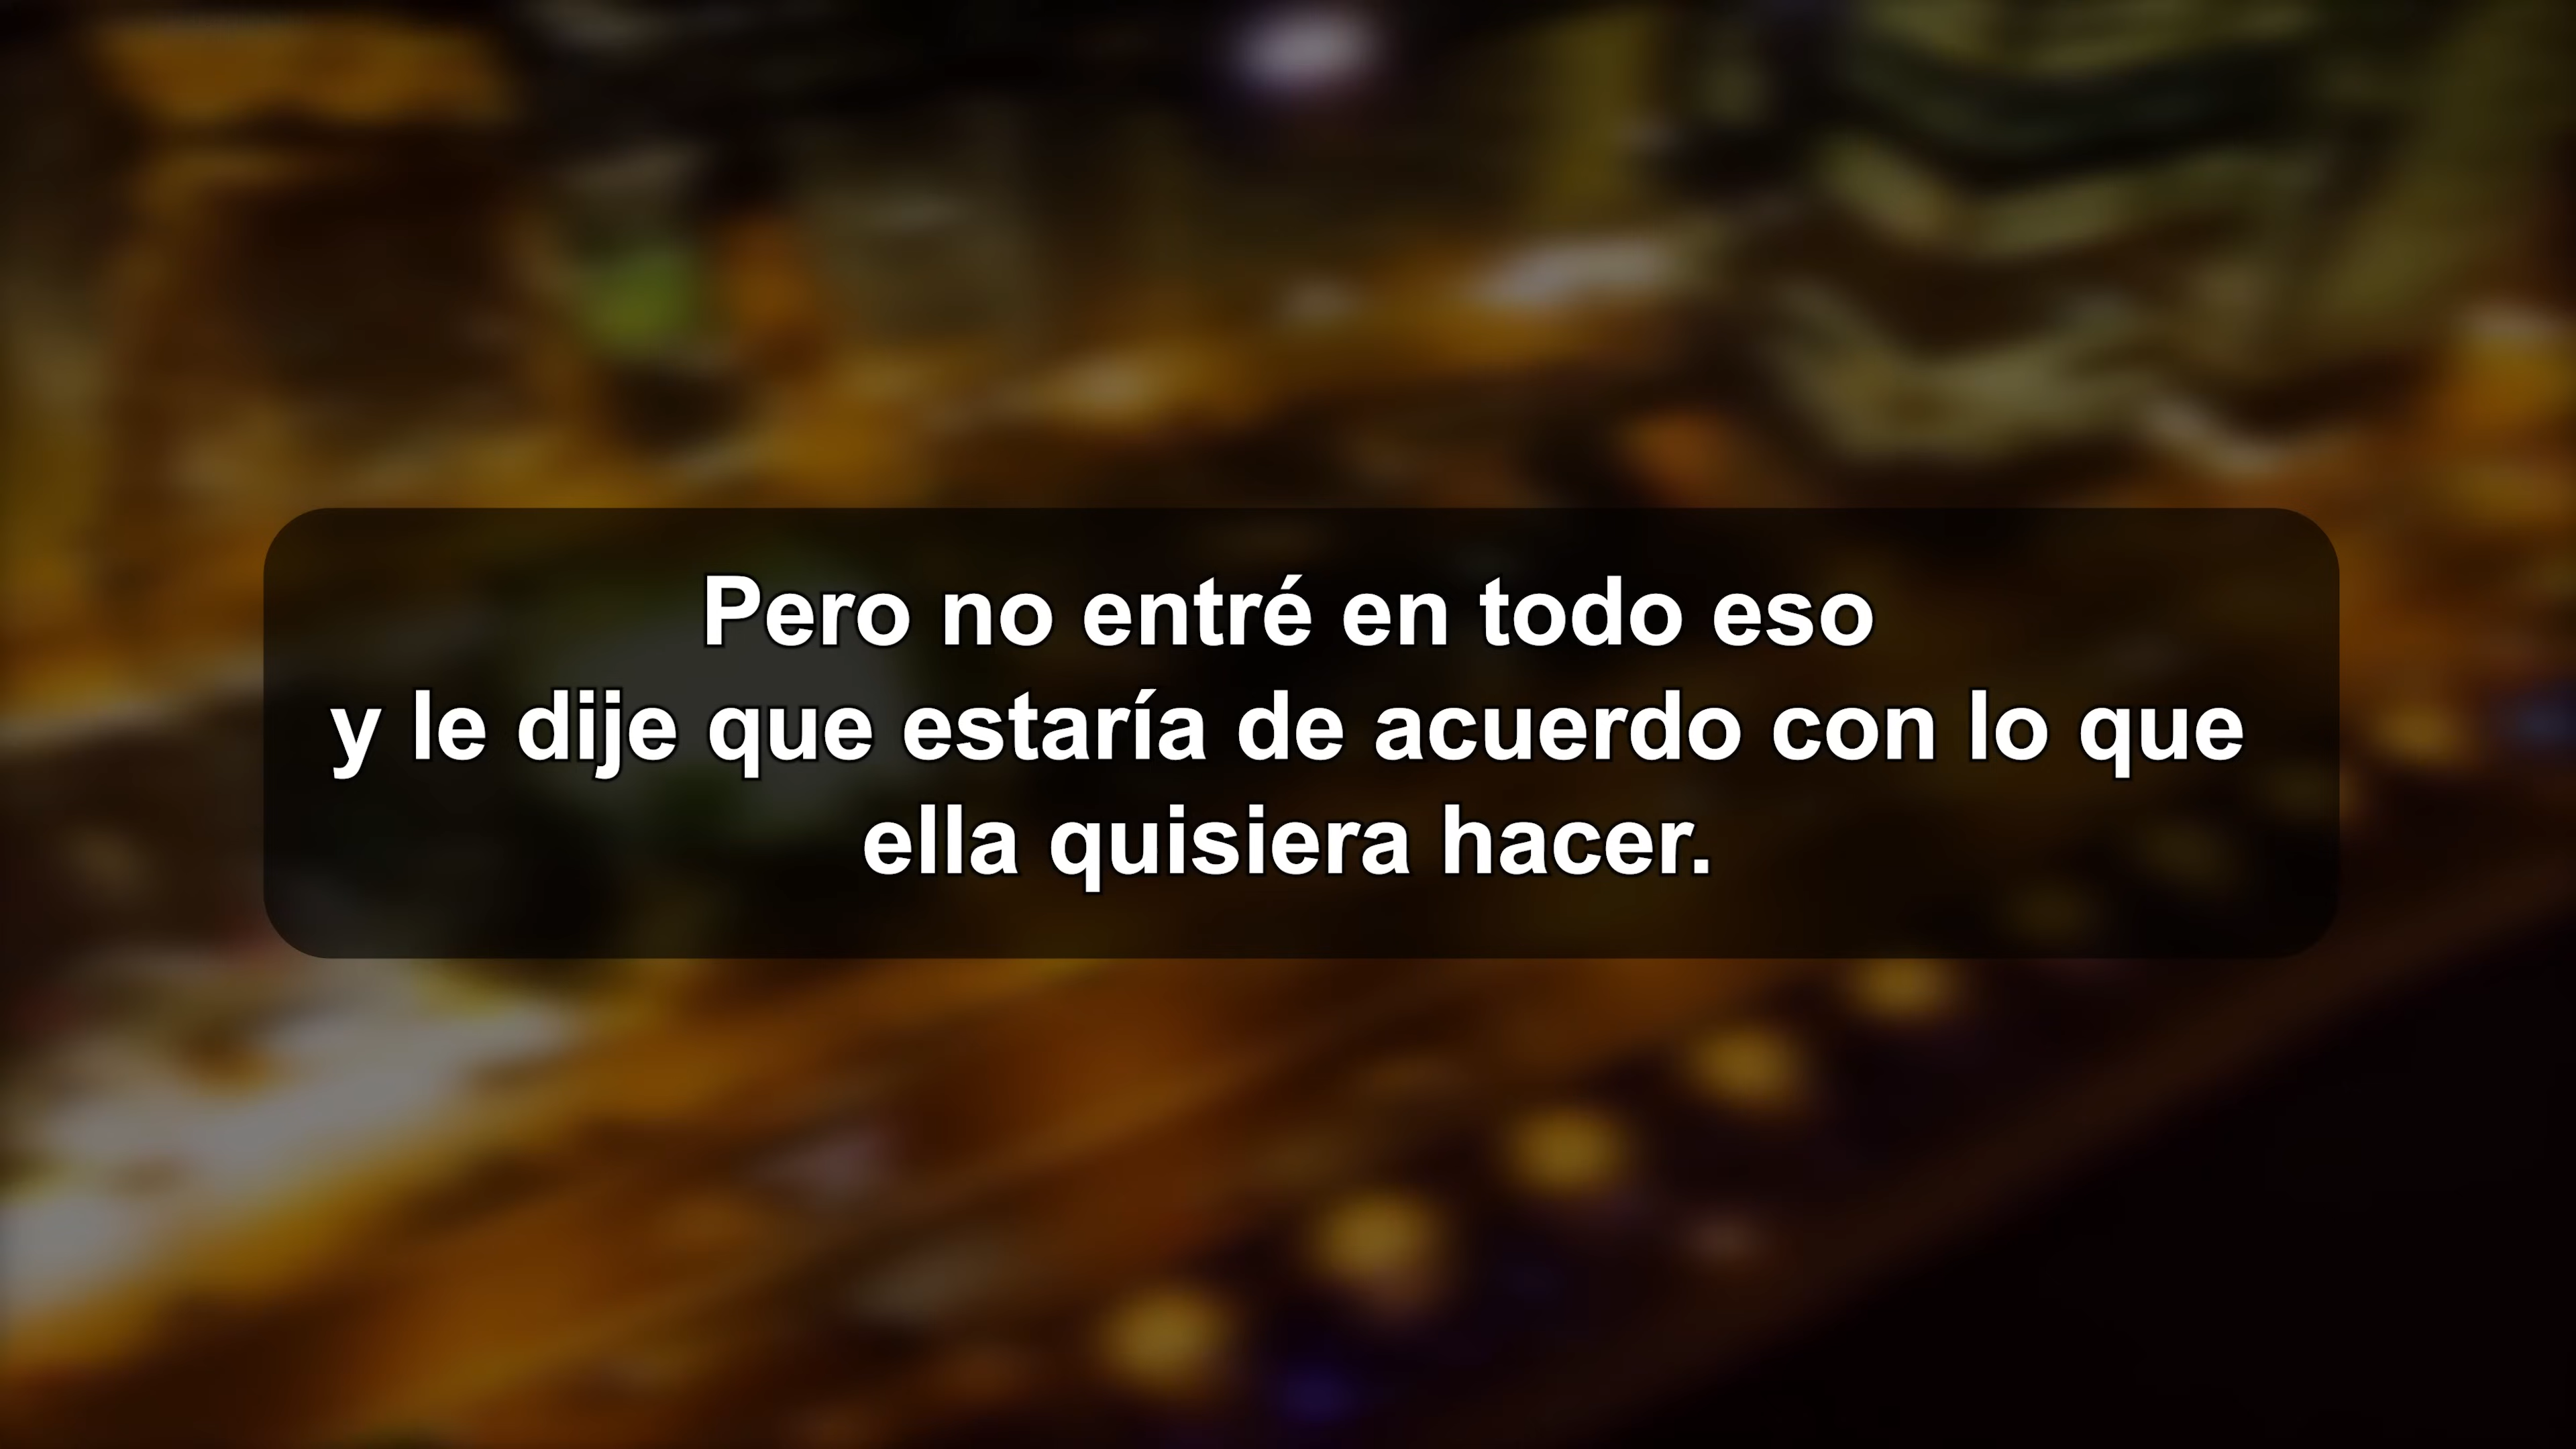 Pero no entré en todo eso
y le dije que estaría de acuerdo con lo que
ella quisiera hacer.